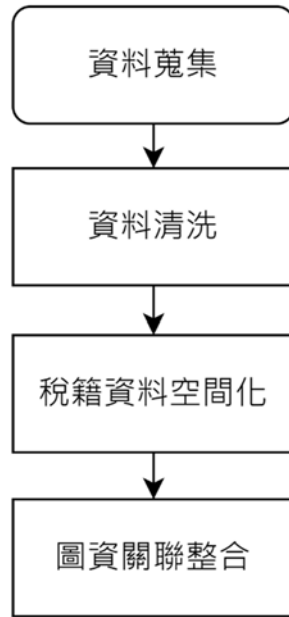 資料蒐集
資料清洗
稅籍資料空間化
圖資關聯整合